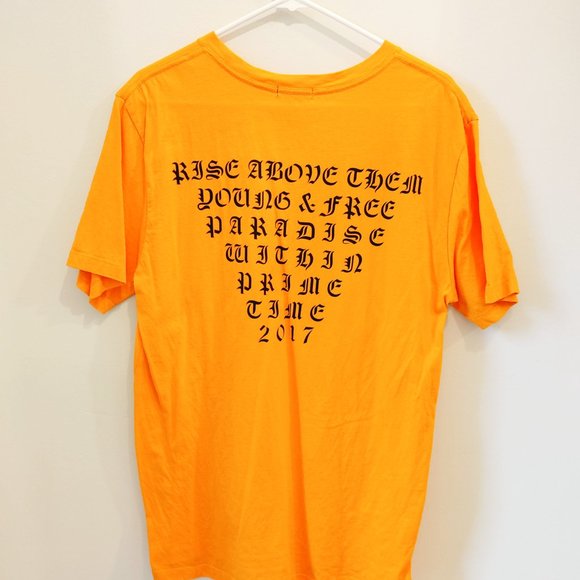 RISE ABOVE THEM
YOUNG & FREE
PARADISE
WITHIN
PRIME
TIME
2017